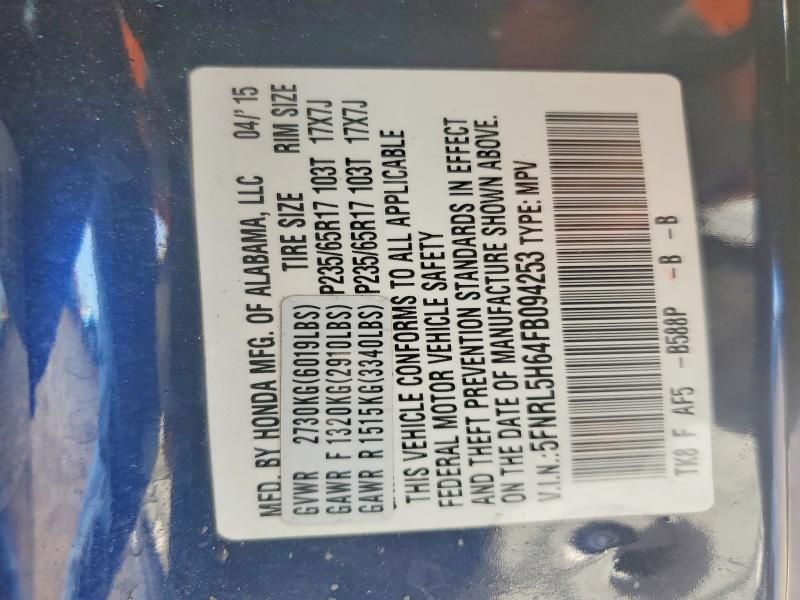 MFD. BY HONDA MFG. OF ALABAMA, LLC 04/'15
TIRE SIZE RIM SIZE
GVWR 2730KG(6019LBS)
GAWR F 1320KG(2910LBS) P235/65R17 103T 17X7J
GAWR R 1515KG(3340LBS) P235/65R17 103T 17X7J
THIS VEHICLE CONFORMS TO ALL APPLICABLE
FEDERAL MOTOR VEHICLE SAFETY
AND THEFT PREVENTION STANDARDS IN EFFECT
ON THE DATE OF MANUFACTURE SHOWN ABOVE.
V.I.N.:5FNRL5H64FB094253 TYPE: MPV
TK8 F AF5 -B588P -B -B